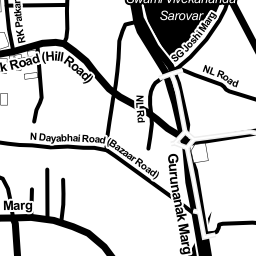 Swami Vivekananda
Sarovar
RK Patkar
SG Joshi Marg
k Road (Hill Road)
NL Road
NL Rd
N Dayabhai Road (Bazaar Road)
Gurunanak Marg
Marg